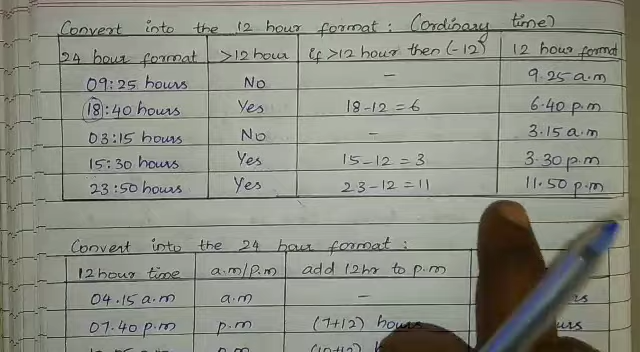 Convert into the 12 hour format: (Ordinary time)
24 hour format >12 hour if >12 hour then (-12) 12 hour format
09:25 hours No — 9.25 a.m
18:40 hours Yes 18-12 = 6 6.40 p.m
03:15 hours No — 3.15 a.m
15:30 hours Yes 15-12 = 3 3.30 p.m
23:50 hours Yes 23-12 = 11 11.50 p.m
Convert into the 24 hour format:
12 hour time a.m/p.m add 12hr to p.m
04.15 a.m a.m —
07.40 p.m p.m (7+12) hours
p.m (10+12)